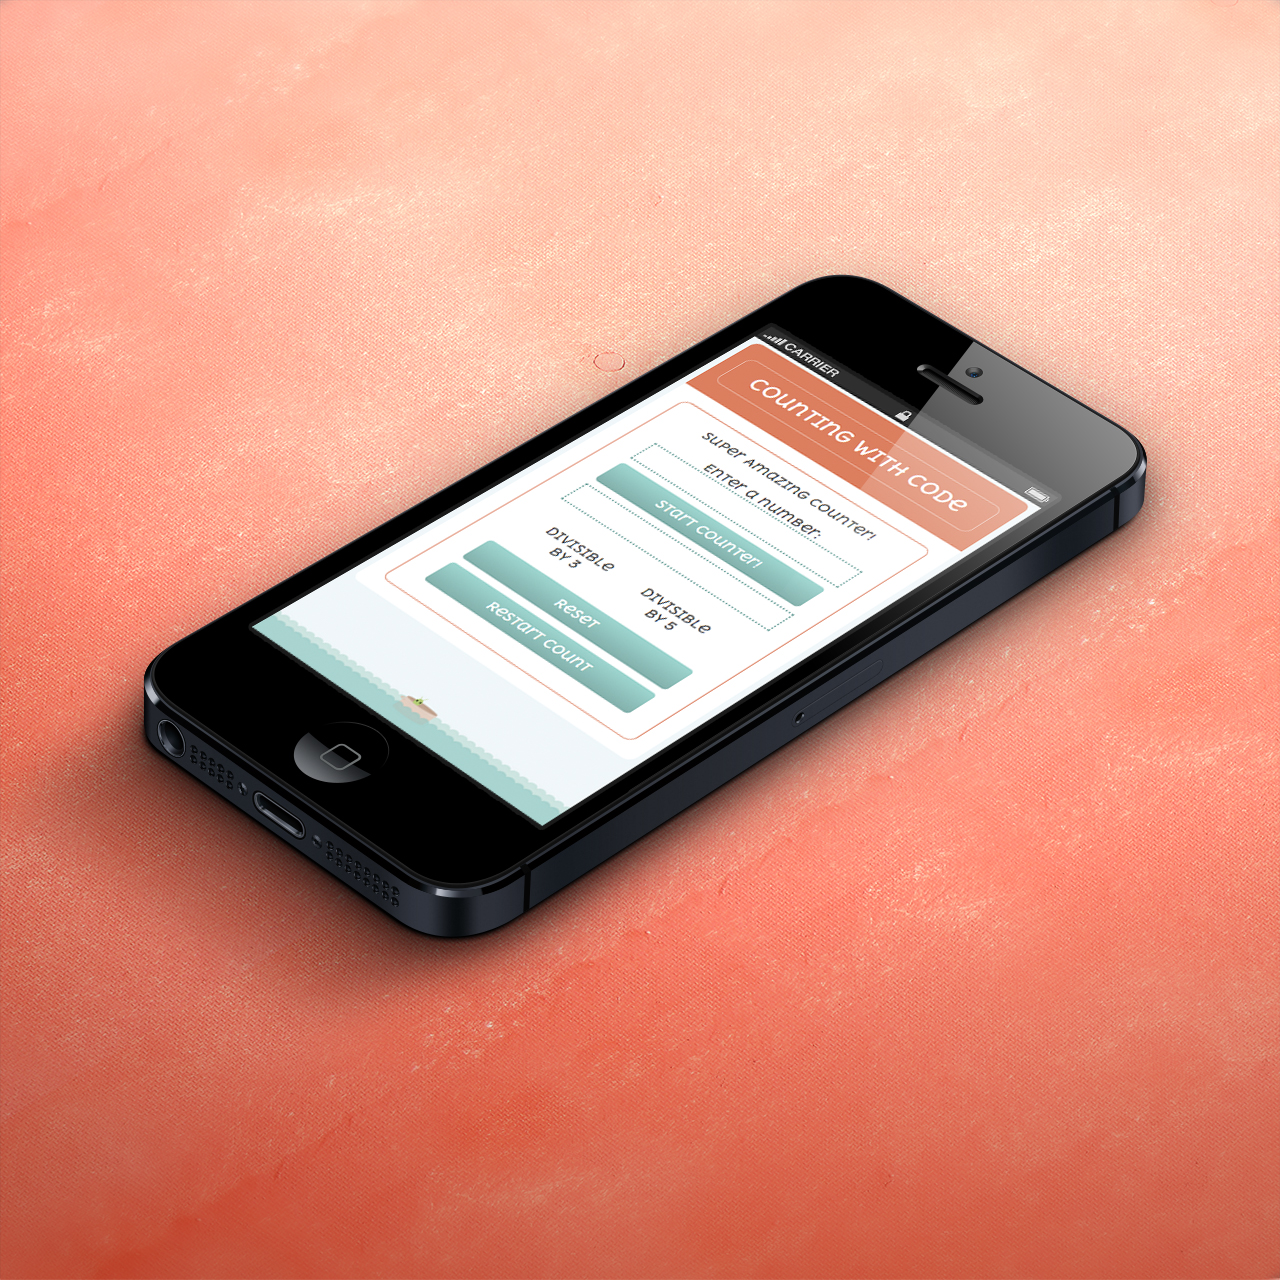 CARRIER
COUNTING WITH CODE
SUPER AMAZING COUNTER!
ENTER A NUMBER:
START COUNTER!
DIVISIBLE
BY 3
DIVISIBLE
BY 5
RESET
RESTART COUNT